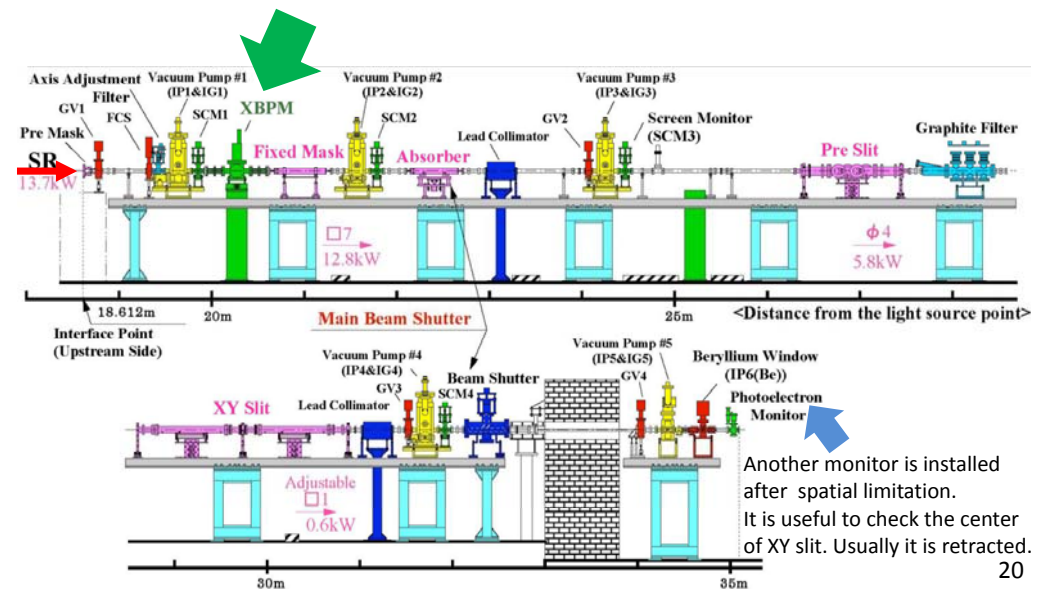 Axis Adjustment
Filter
Vacuum Pump #1
(IP1&IG1)
GV1
FCS
SCM1
XBPM
Pre Mask
SR
13.7kW
Fixed Mask
Vacuum Pump #2
(IP2&IG2)
SCM2
Absorber
Lead Collimator
Vacuum Pump #3
(IP3&IG3)
GV2
Screen Monitor
(SCM3)
Pre Slit
Graphite Filter
□7
12.8kW
ϕ4
5.8kW
18.612m
20m
25m
<Distance from the light source point>
Interface Point
(Upstream Side)
Main Beam Shutter
Vacuum Pump #4
(IP4&IG4)
GV3
SCM4
Beam Shutter
XY Slit
Lead Collimator
Vacuum Pump #5
(IP5&IG5)
GV4
Beryllium Window
(IP6(Be))
Photoelectron
Monitor
Adjustable
□1
0.6kW
Another monitor is installed
after spatial limitation.
It is useful to check the center
of XY slit. Usually it is retracted.
20
30m
35m